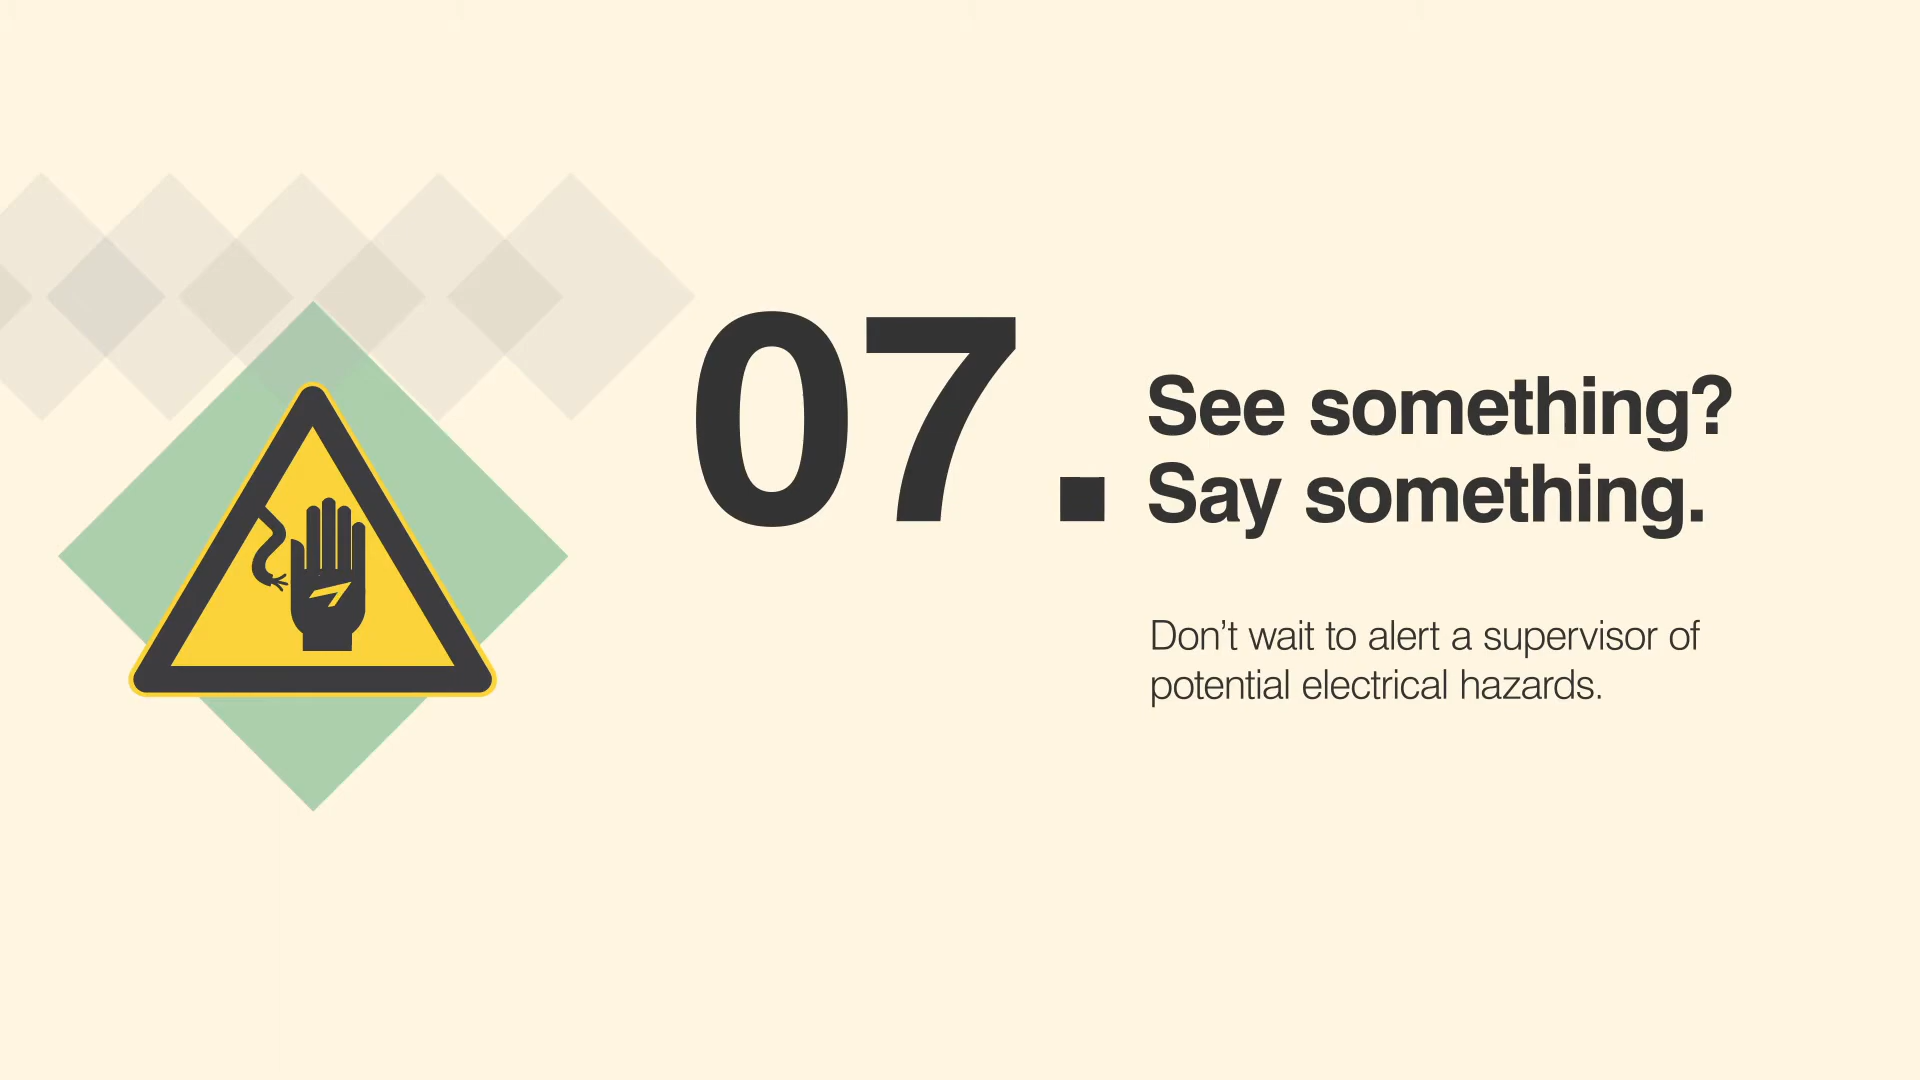 07.
See something?
Say something.
Don’t wait to alert a supervisor of
potential electrical hazards.